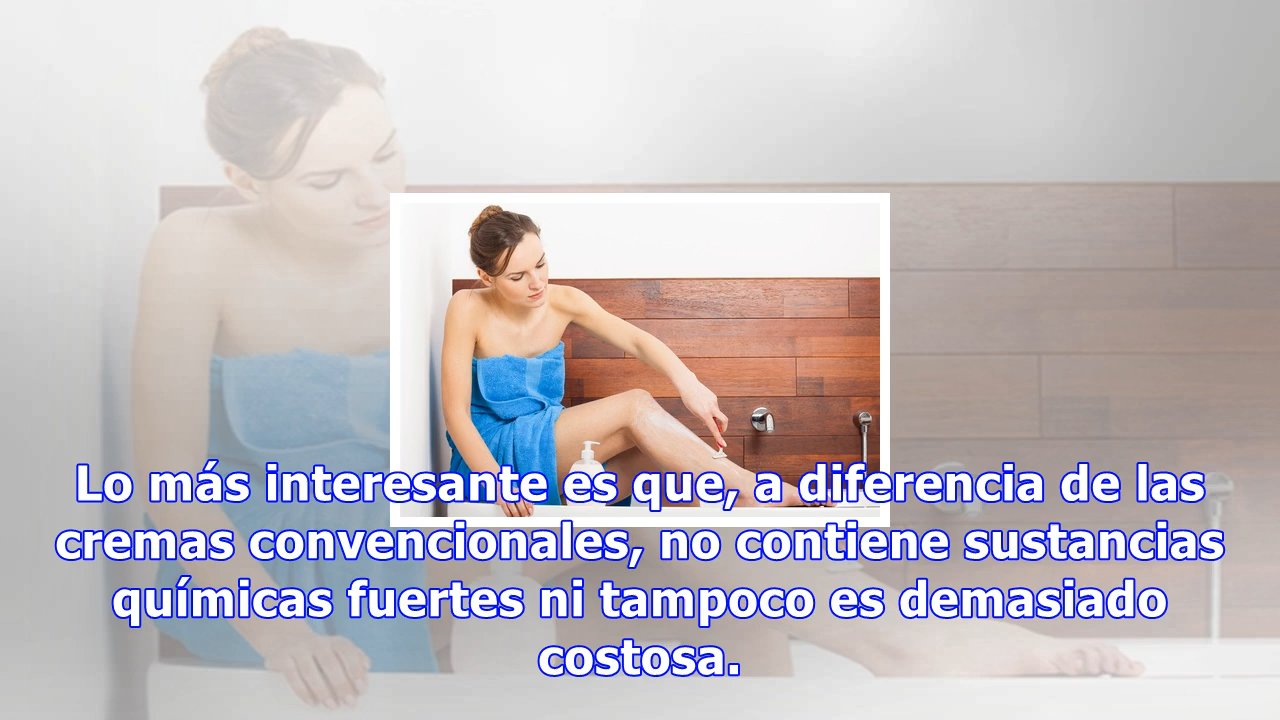 Lo más interesante es que, a diferencia de las
cremas convencionales, no contiene sustancias
químicas fuertes ni tampoco es demasiado
costosa.